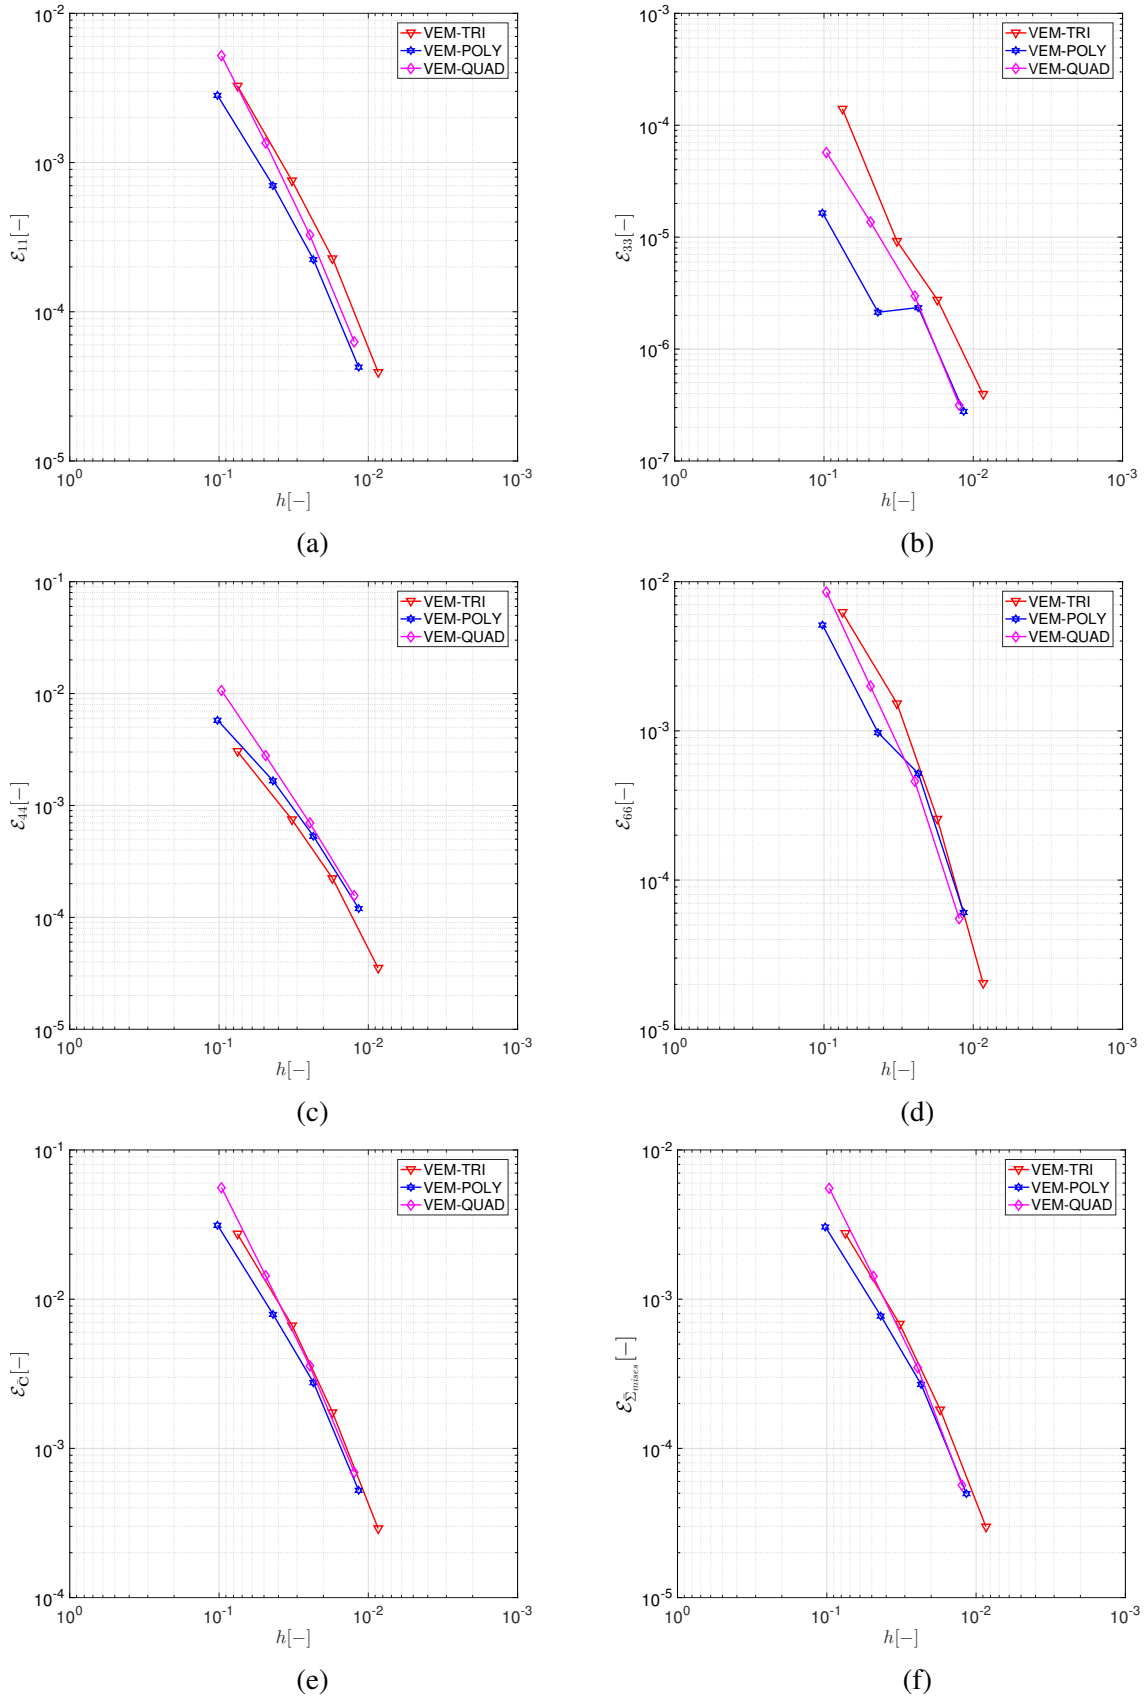 10^-2
10^-3
10^-4
10^-5
ℰ_11[−]
VEM-TRI
VEM-POLY
VEM-QUAD
10^0 10^-1 10^-2 10^-3
h[−]
(a)
10^-3
10^-4
10^-5
10^-6
10^-7
ℰ_33[−]
VEM-TRI
VEM-POLY
VEM-QUAD
10^0 10^-1 10^-2 10^-3
h[−]
(b)
10^-1
10^-2
10^-3
10^-4
10^-5
ℰ_44[−]
VEM-TRI
VEM-POLY
VEM-QUAD
10^0 10^-1 10^-2 10^-3
h[−]
(c)
10^-2
10^-3
10^-4
10^-5
ℰ_66[−]
VEM-TRI
VEM-POLY
VEM-QUAD
10^0 10^-1 10^-2 10^-3
h[−]
(d)
10^-1
10^-2
10^-3
10^-4
ℰ_C̄[−]
VEM-TRI
VEM-POLY
VEM-QUAD
10^0 10^-1 10^-2 10^-3
h[−]
(e)
10^-2
10^-3
10^-4
10^-5
ℰ_Σ̄_mises[−]
VEM-TRI
VEM-POLY
VEM-QUAD
10^0 10^-1 10^-2 10^-3
h[−]
(f)